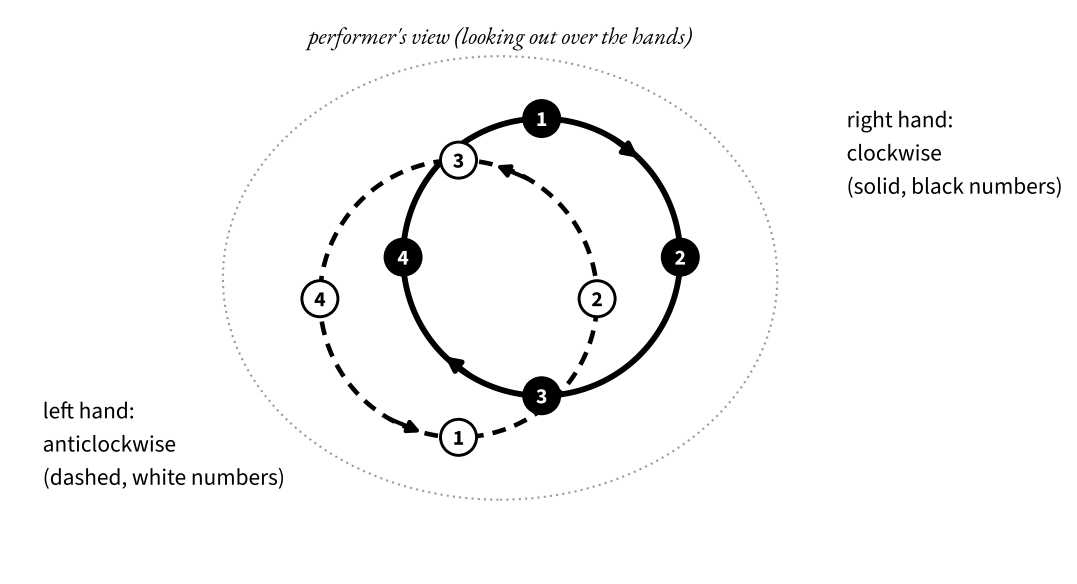 performer's view (looking out over the hands)
1
right hand:
clockwise
(solid, black numbers)
3
4
2
4
2
3
left hand:
anticlockwise
(dashed, white numbers)
1